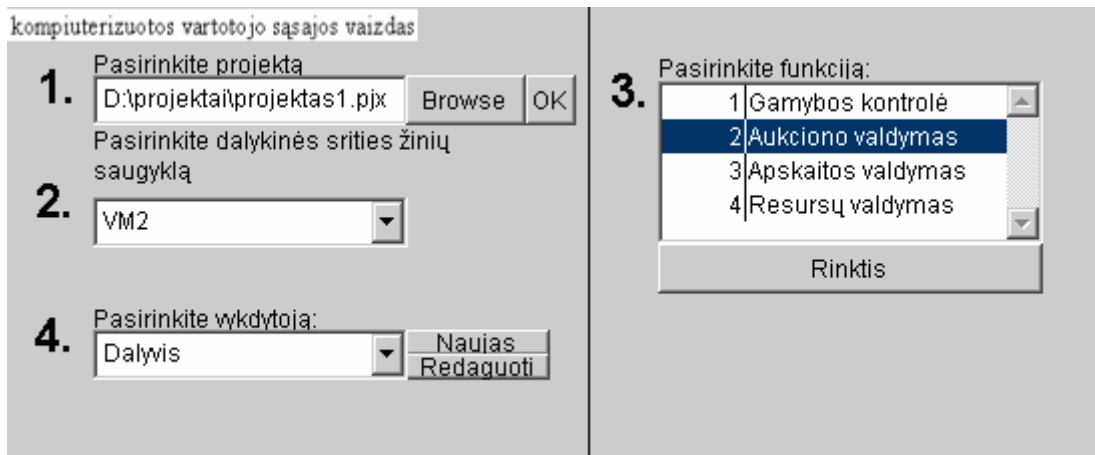 kompiuterizuotos vartotojo sąsajos vaizdas
1.
Pasirinkite projektą
D:\projektai\projektas1.pjx Browse OK
Pasirinkite dalykinės srities žinių
saugyklą
2.
VM2
4.
Pasirinkite vykdytoją:
Dalyvis
Naujas
Redaguoti
3.
Pasirinkite funkciją:
1 Gamybos kontrolė
2 Aukciono valdymas
3 Apskaitos valdymas
4 Resursų valdymas
Rinktis